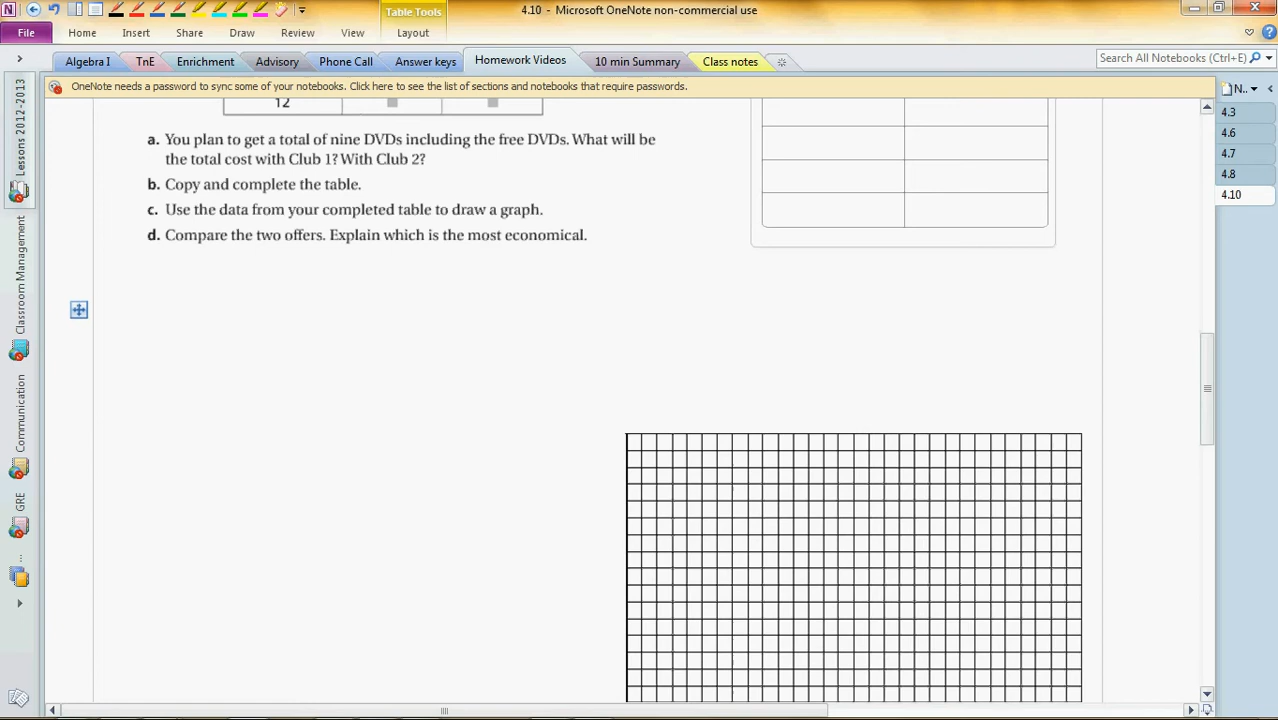 Table Tools
4.10 - Microsoft OneNote non-commercial use
File Home Insert Share Draw Review View Layout
Algebra I TnE Enrichment Advisory Phone Call Answer keys Homework Videos 10 min Summary Class notes
Search All Notebooks (Ctrl+E)
OneNote needs a password to sync some of your notebooks. Click here to see the list of sections and notebooks that require passwords.
N..
4.3
4.6
4.7
4.8
4.10
Lessons 2012-2013
Classroom Management
Communication
GRE
...
12
a. You plan to get a total of nine DVDs including the free DVDs. What will be
the total cost with Club 1? With Club 2?
b. Copy and complete the table.
c. Use the data from your completed table to draw a graph.
d. Compare the two offers. Explain which is the most economical.